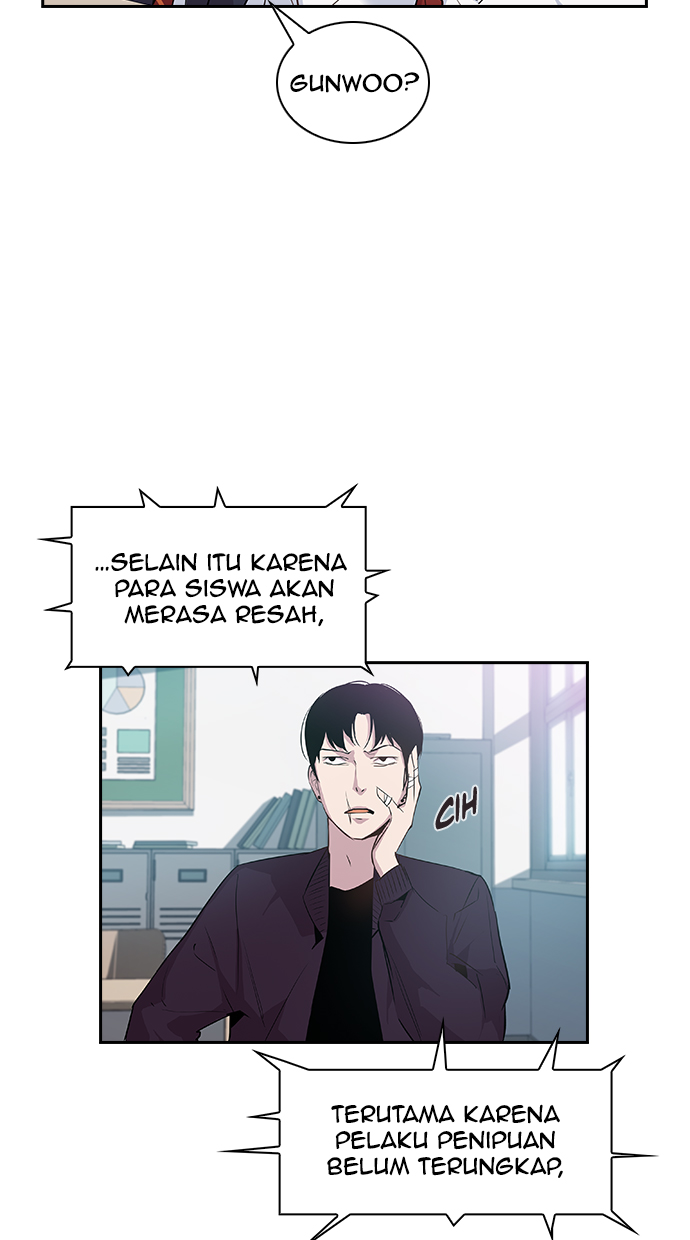 GUNWOO?
...SELAIN ITU KARENA
PARA SISWA AKAN
MERASA RESAH,
CIH
TERUTAMA KARENA
PELAKU PENIPUAN
BELUM TERUNGKAP,